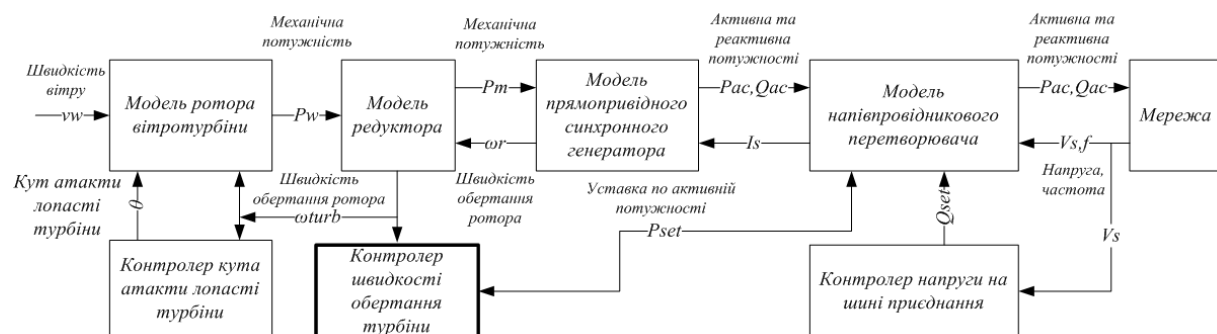 Швидкість
вітру
vw
Модель ротора
вітротурбіни
Механічна
потужність
Pw
Модель
редуктора
Механічна
потужність
Pm
ωr
Модель
прямопривідного
синхронного
генератора
Активна та
реактивна
потужності
Pac,Qac
Is
Модель
напівпровідникового
перетворювача
Активна та
реактивна
потужності
Pac,Qac
Vs,f
Мережа
Напруга,
частота
Кут атакти
лопасті
турбіни
θ
Швидкість
обертання ротора
ωturb
Швидкість
обертання
ротора
Уставка по активній
потужності
Pset
Qset
Vs
Контролер кута
атакти лопасті
турбіни
Контролер
швидкості
обертання
турбіни
Контролер напруги на
шині приєднання